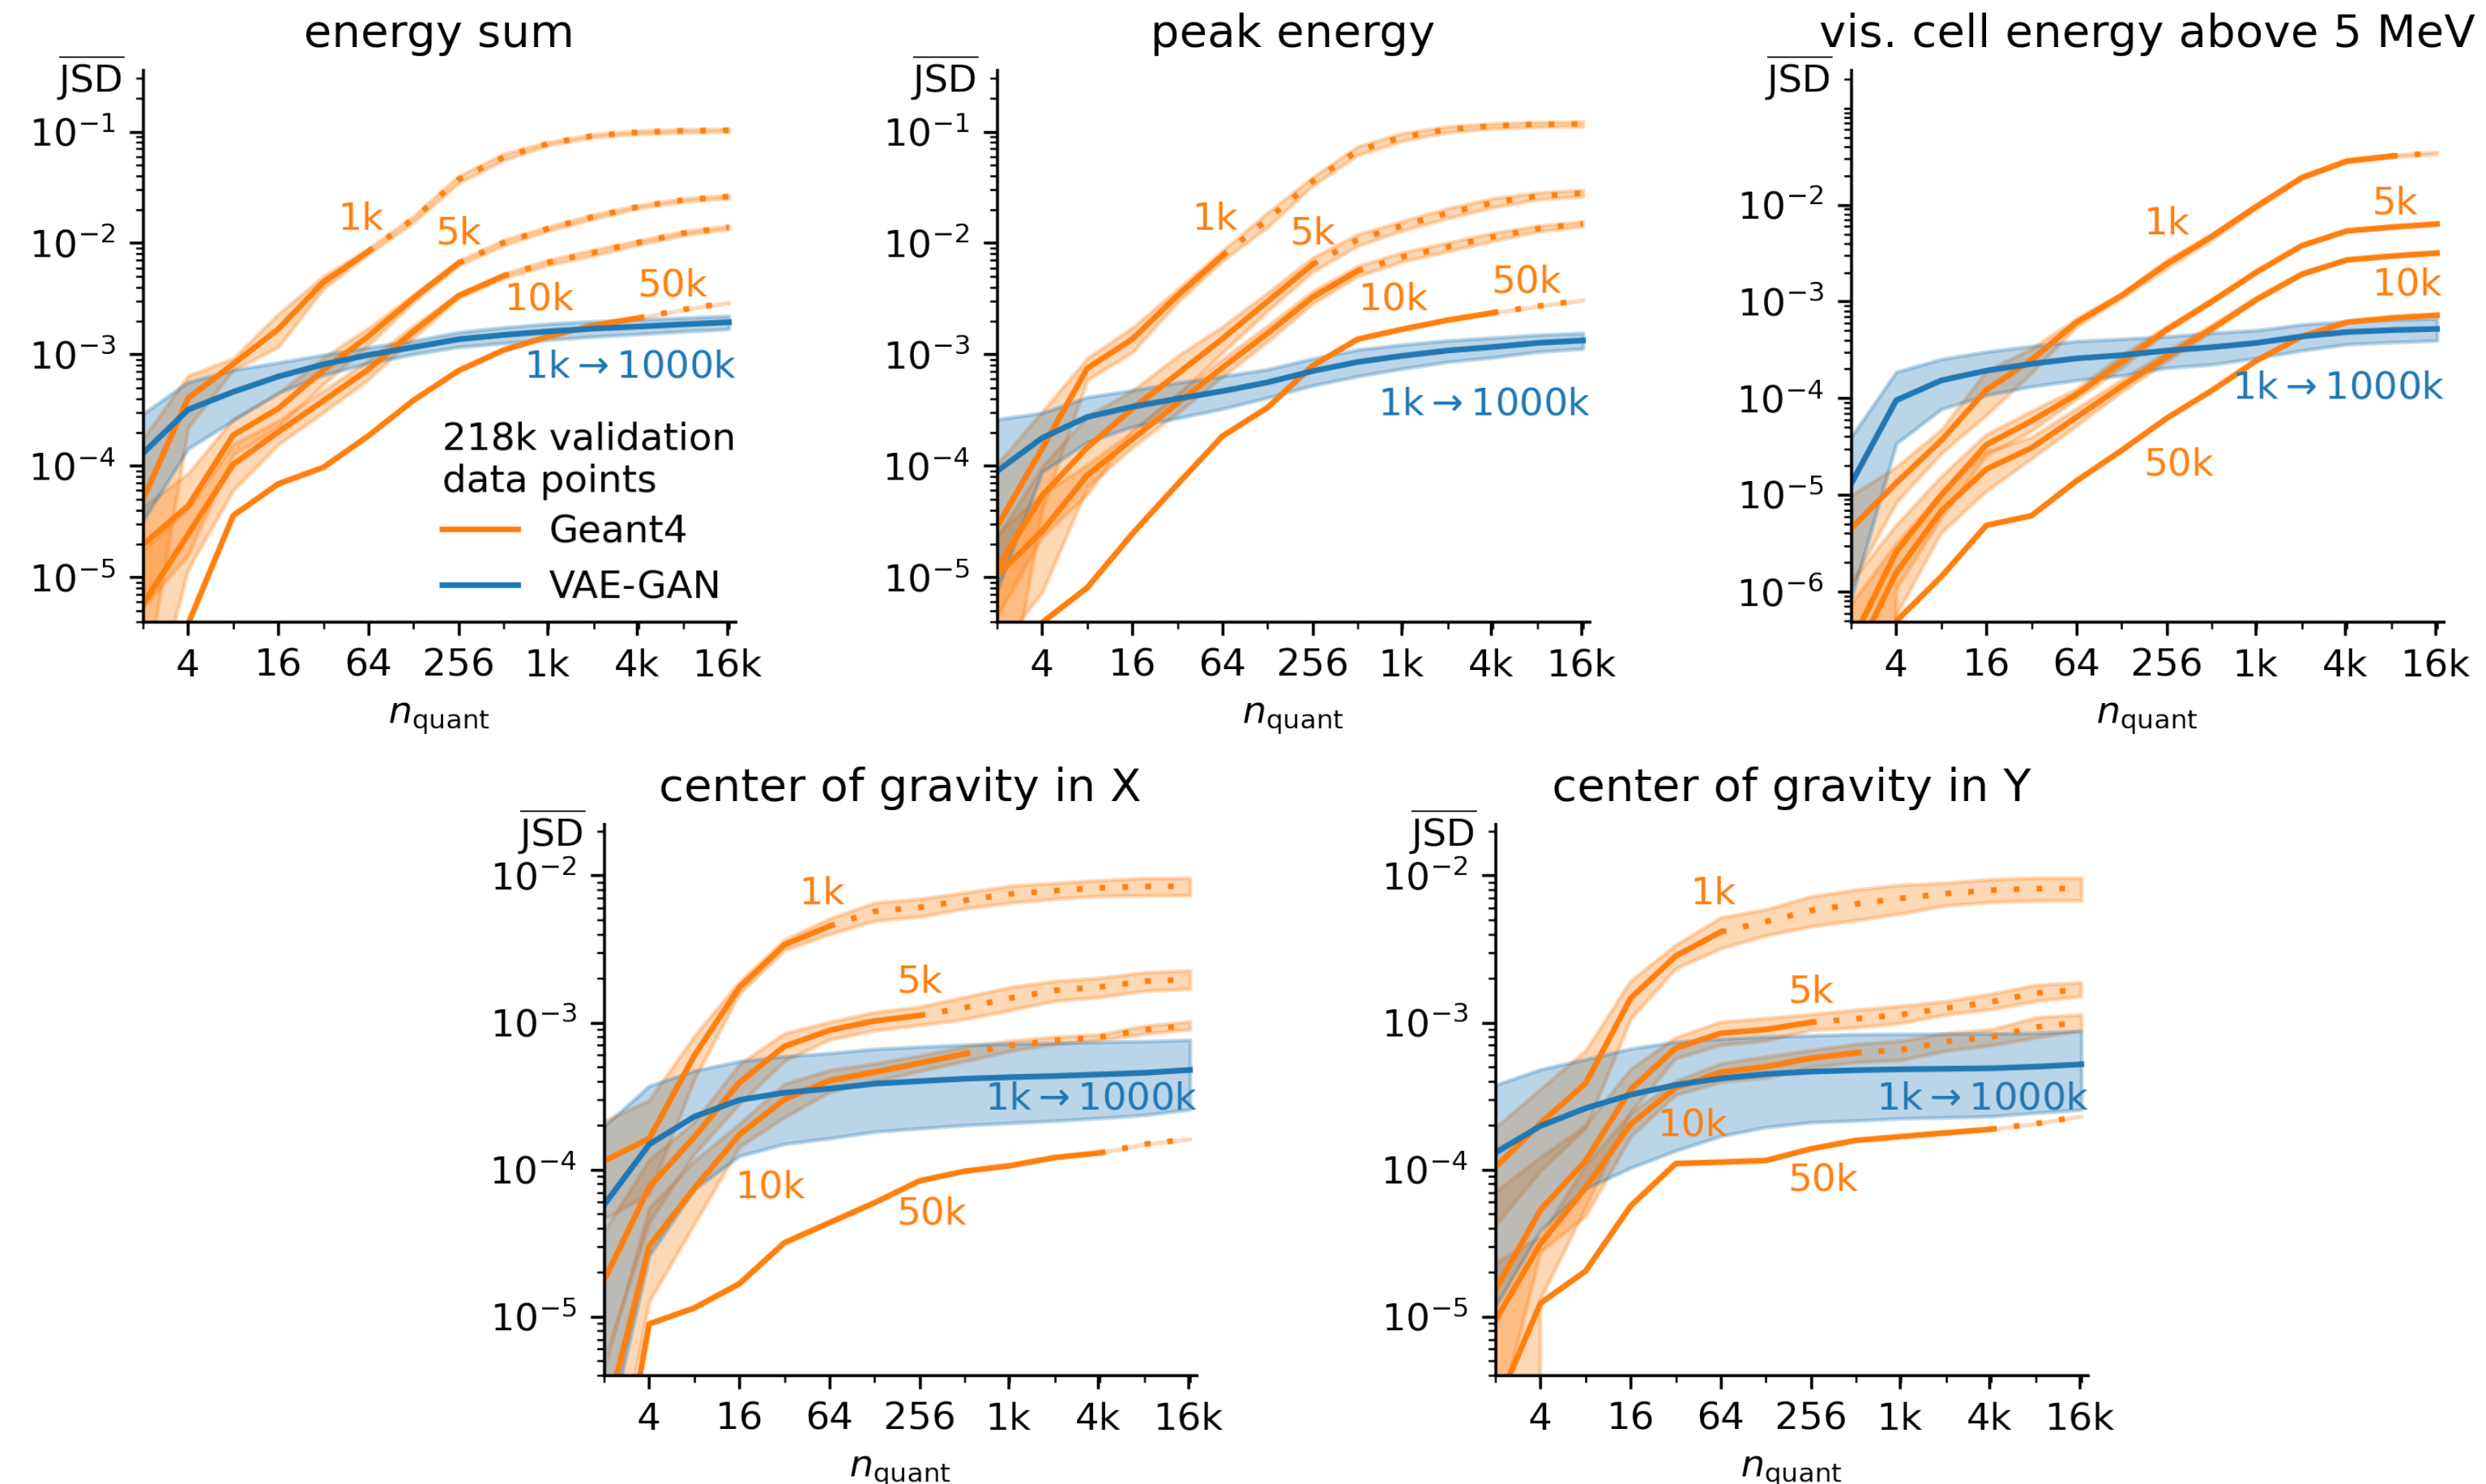 energy sum
JSD
10⁻¹
10⁻²
10⁻³
10⁻⁴
10⁻⁵
1k
5k
10k
50k
1k → 1000k
218k validation
data points
Geant4
VAE-GAN
4 16 64 256 1k 4k 16k
n_quant
peak energy
JSD
10⁻¹
10⁻²
10⁻³
10⁻⁴
10⁻⁵
1k
5k
10k
50k
1k → 1000k
4 16 64 256 1k 4k 16k
n_quant
vis. cell energy above 5 MeV
JSD
10⁻²
10⁻³
10⁻⁴
10⁻⁵
10⁻⁶
1k
5k
10k
1k → 1000k
50k
4 16 64 256 1k 4k 16k
n_quant
center of gravity in X
JSD
10⁻²
10⁻³
10⁻⁴
10⁻⁵
1k
5k
1k → 1000k
10k
50k
4 16 64 256 1k 4k 16k
n_quant
center of gravity in Y
JSD
10⁻²
10⁻³
10⁻⁴
10⁻⁵
1k
5k
1k → 1000k
10k
50k
4 16 64 256 1k 4k 16k
n_quant